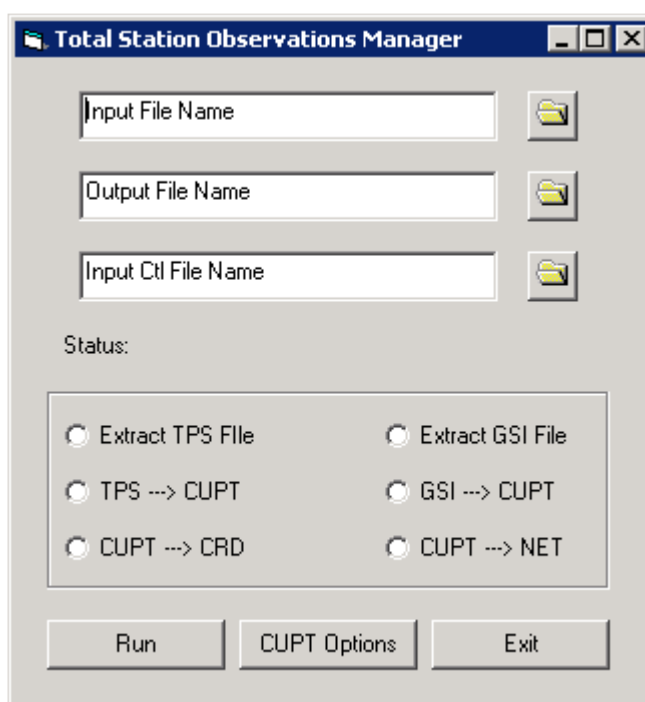 Total Station Observations Manager
Input File Name
Output File Name
Input Ctl File Name
Status:
Extract TPS FIle
Extract GSI File
TPS ---> CUPT
GSI ---> CUPT
CUPT ---> CRD
CUPT ---> NET
Run
CUPT Options
Exit